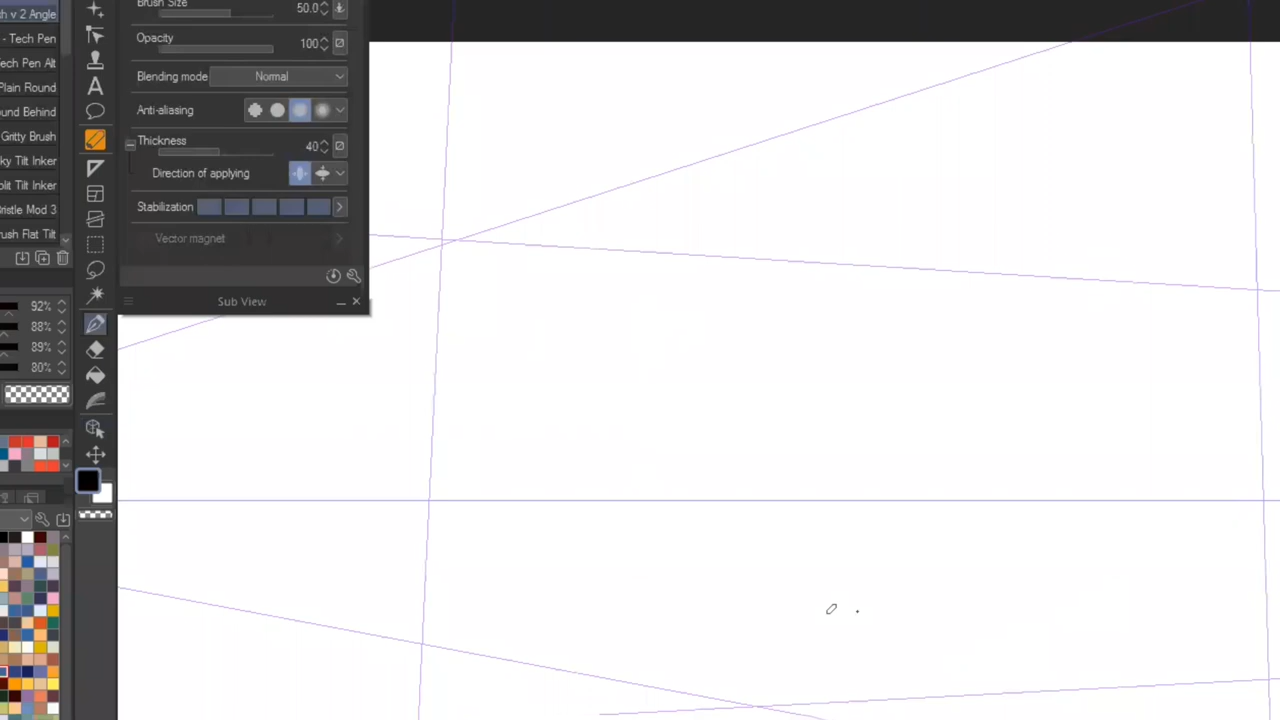 Brush Size 50.0
v 2 Angle
- Tech Pen
Tech Pen Alt
Plain Round
ound Behind
Gritty Brush
ky Tilt Inker
plit Tilt Inker
ristle Mod 3
rush Flat Tilt
Opacity 100
Blending mode Normal
Anti-aliasing
Thickness 40
Direction of applying
Stabilization
Vector magnet
Sub View
92%
88%
89%
80%
A